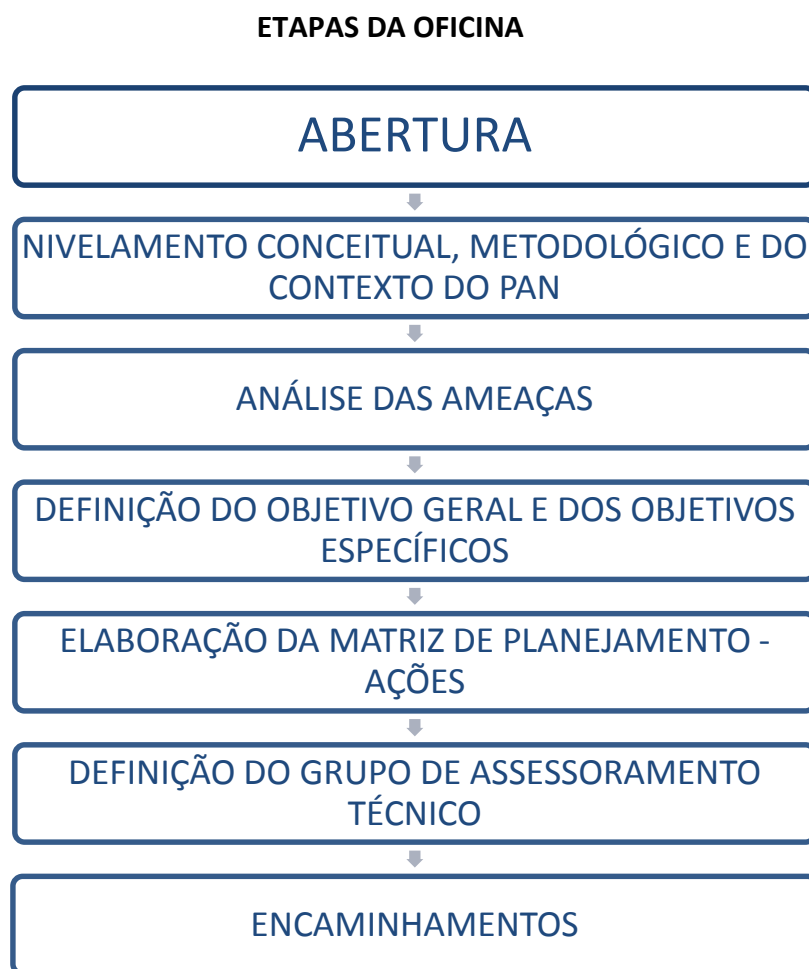 ETAPAS DA OFICINA
ABERTURA
NIVELAMENTO CONCEITUAL, METODOLÓGICO E DO
CONTEXTO DO PAN
ANÁLISE DAS AMEAÇAS
DEFINIÇÃO DO OBJETIVO GERAL E DOS OBJETIVOS
ESPECÍFICOS
ELABORAÇÃO DA MATRIZ DE PLANEJAMENTO -
AÇÕES
DEFINIÇÃO DO GRUPO DE ASSESSORAMENTO
TÉCNICO
ENCAMINHAMENTOS